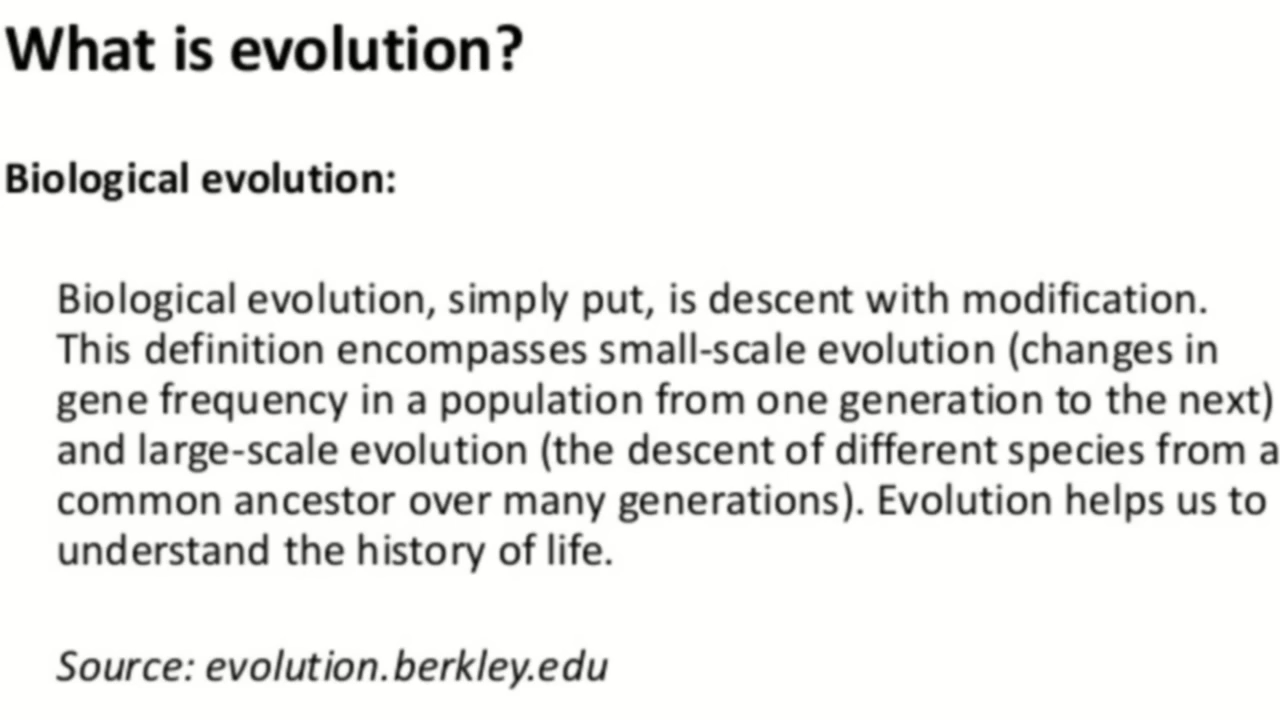 What is evolution?
Biological evolution:
Biological evolution, simply put, is descent with modification.
This definition encompasses small-scale evolution (changes in
gene frequency in a population from one generation to the next)
and large-scale evolution (the descent of different species from a
common ancestor over many generations). Evolution helps us to
understand the history of life.
Source: evolution.berkley.edu